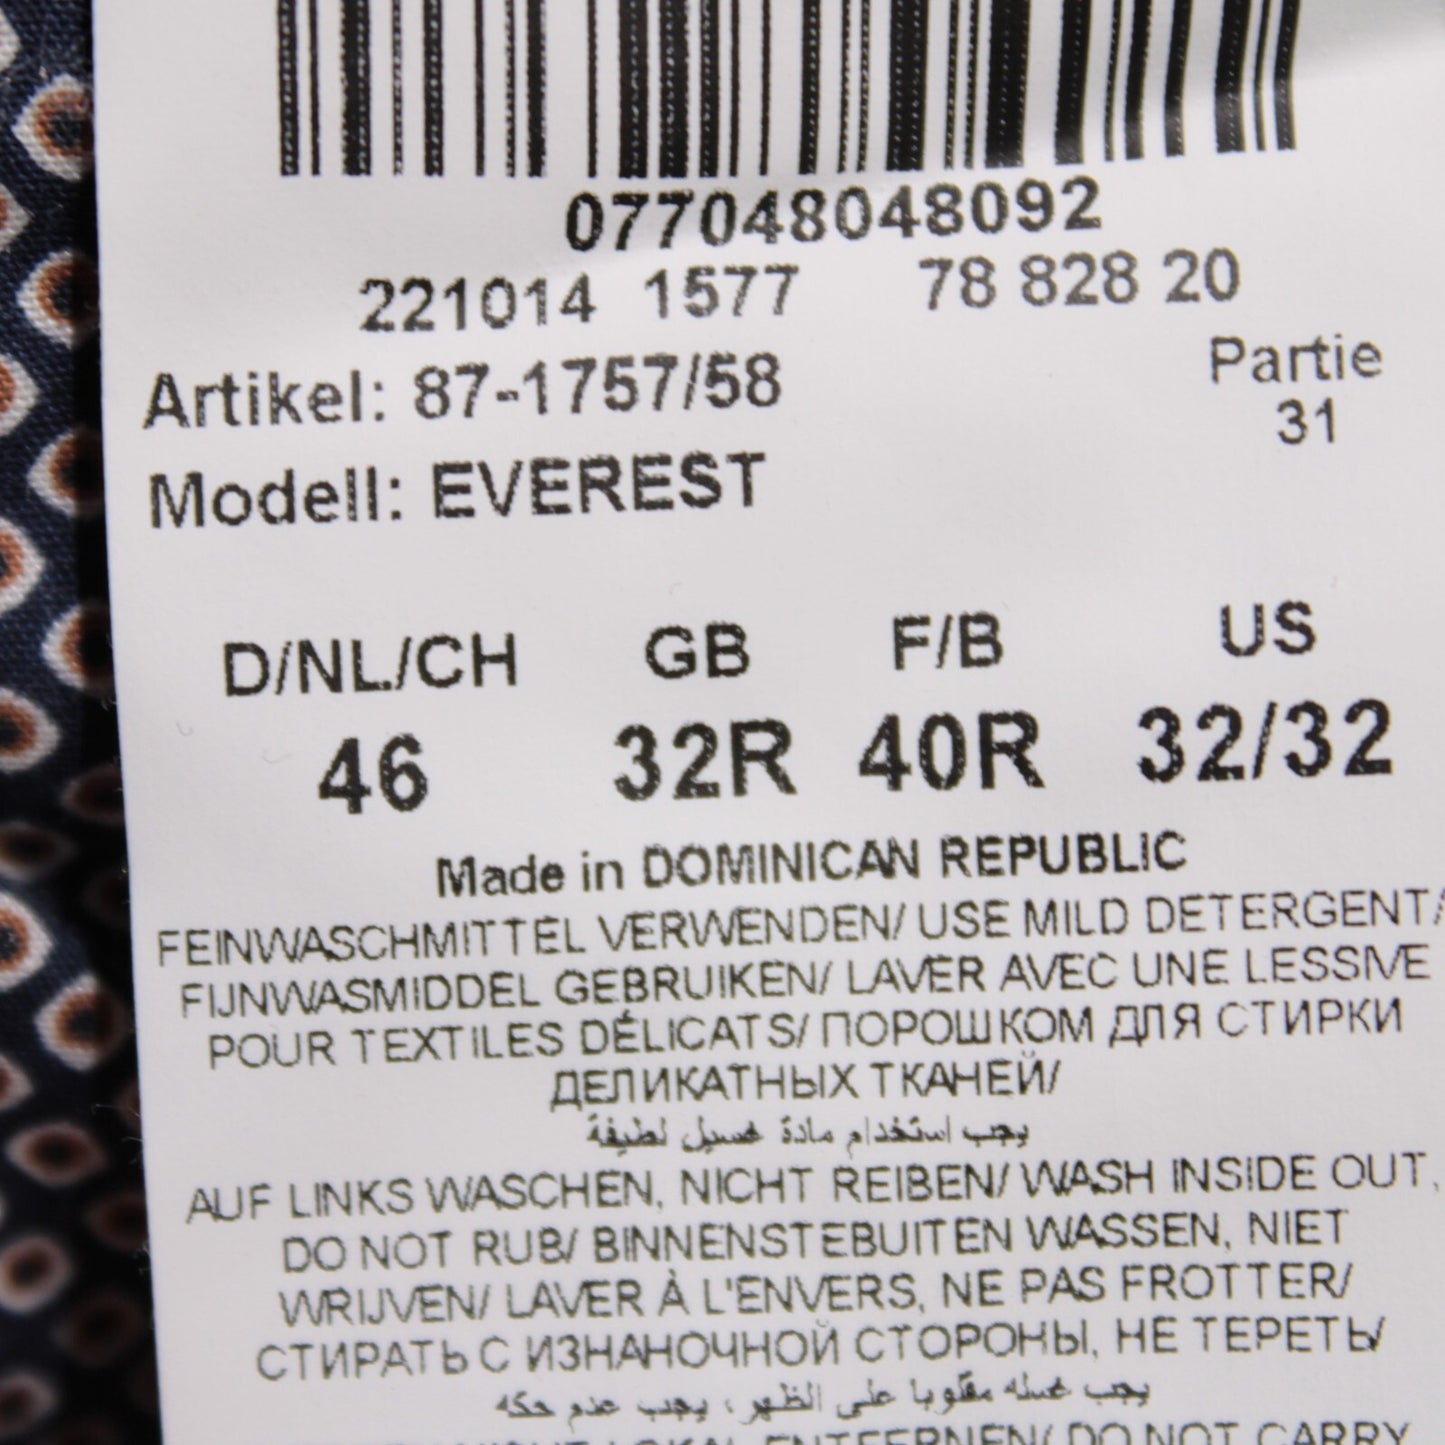 077048048092
221014 1577 78 828 20
Artikel: 87-1757/58 Partie
31
Modell: EVEREST
D/NL/CH GB F/B US
46 32R 40R 32/32
Made in DOMINICAN REPUBLIC
FEINWASCHMITTEL VERWENDEN/ USE MILD DETERGENT/
FIJNWASMIDDEL GEBRUIKEN/ LAVER AVEC UNE LESSIVE
POUR TEXTILES DÉLICATS/ ПОРОШКОМ ДЛЯ СТИРКИ
ДЕЛИКАТНЫХ ТКАНЕЙ/
يجب استخدام مادة غسيل لطيفة
AUF LINKS WASCHEN, NICHT REIBEN/ WASH INSIDE OUT,
DO NOT RUB/ BINNENSTEBUITEN WASSEN, NIET
WRIJVEN/ LAVER À L'ENVERS, NE PAS FROTTER/
СТИРАТЬ С ИЗНАНОЧНОЙ СТОРОНЫ, НЕ ТЕРЕТЬ/
يجب غسله مقلوبا على الظهر، يجب عدم حكه
ENTFERNEN/ DO NOT CARRY